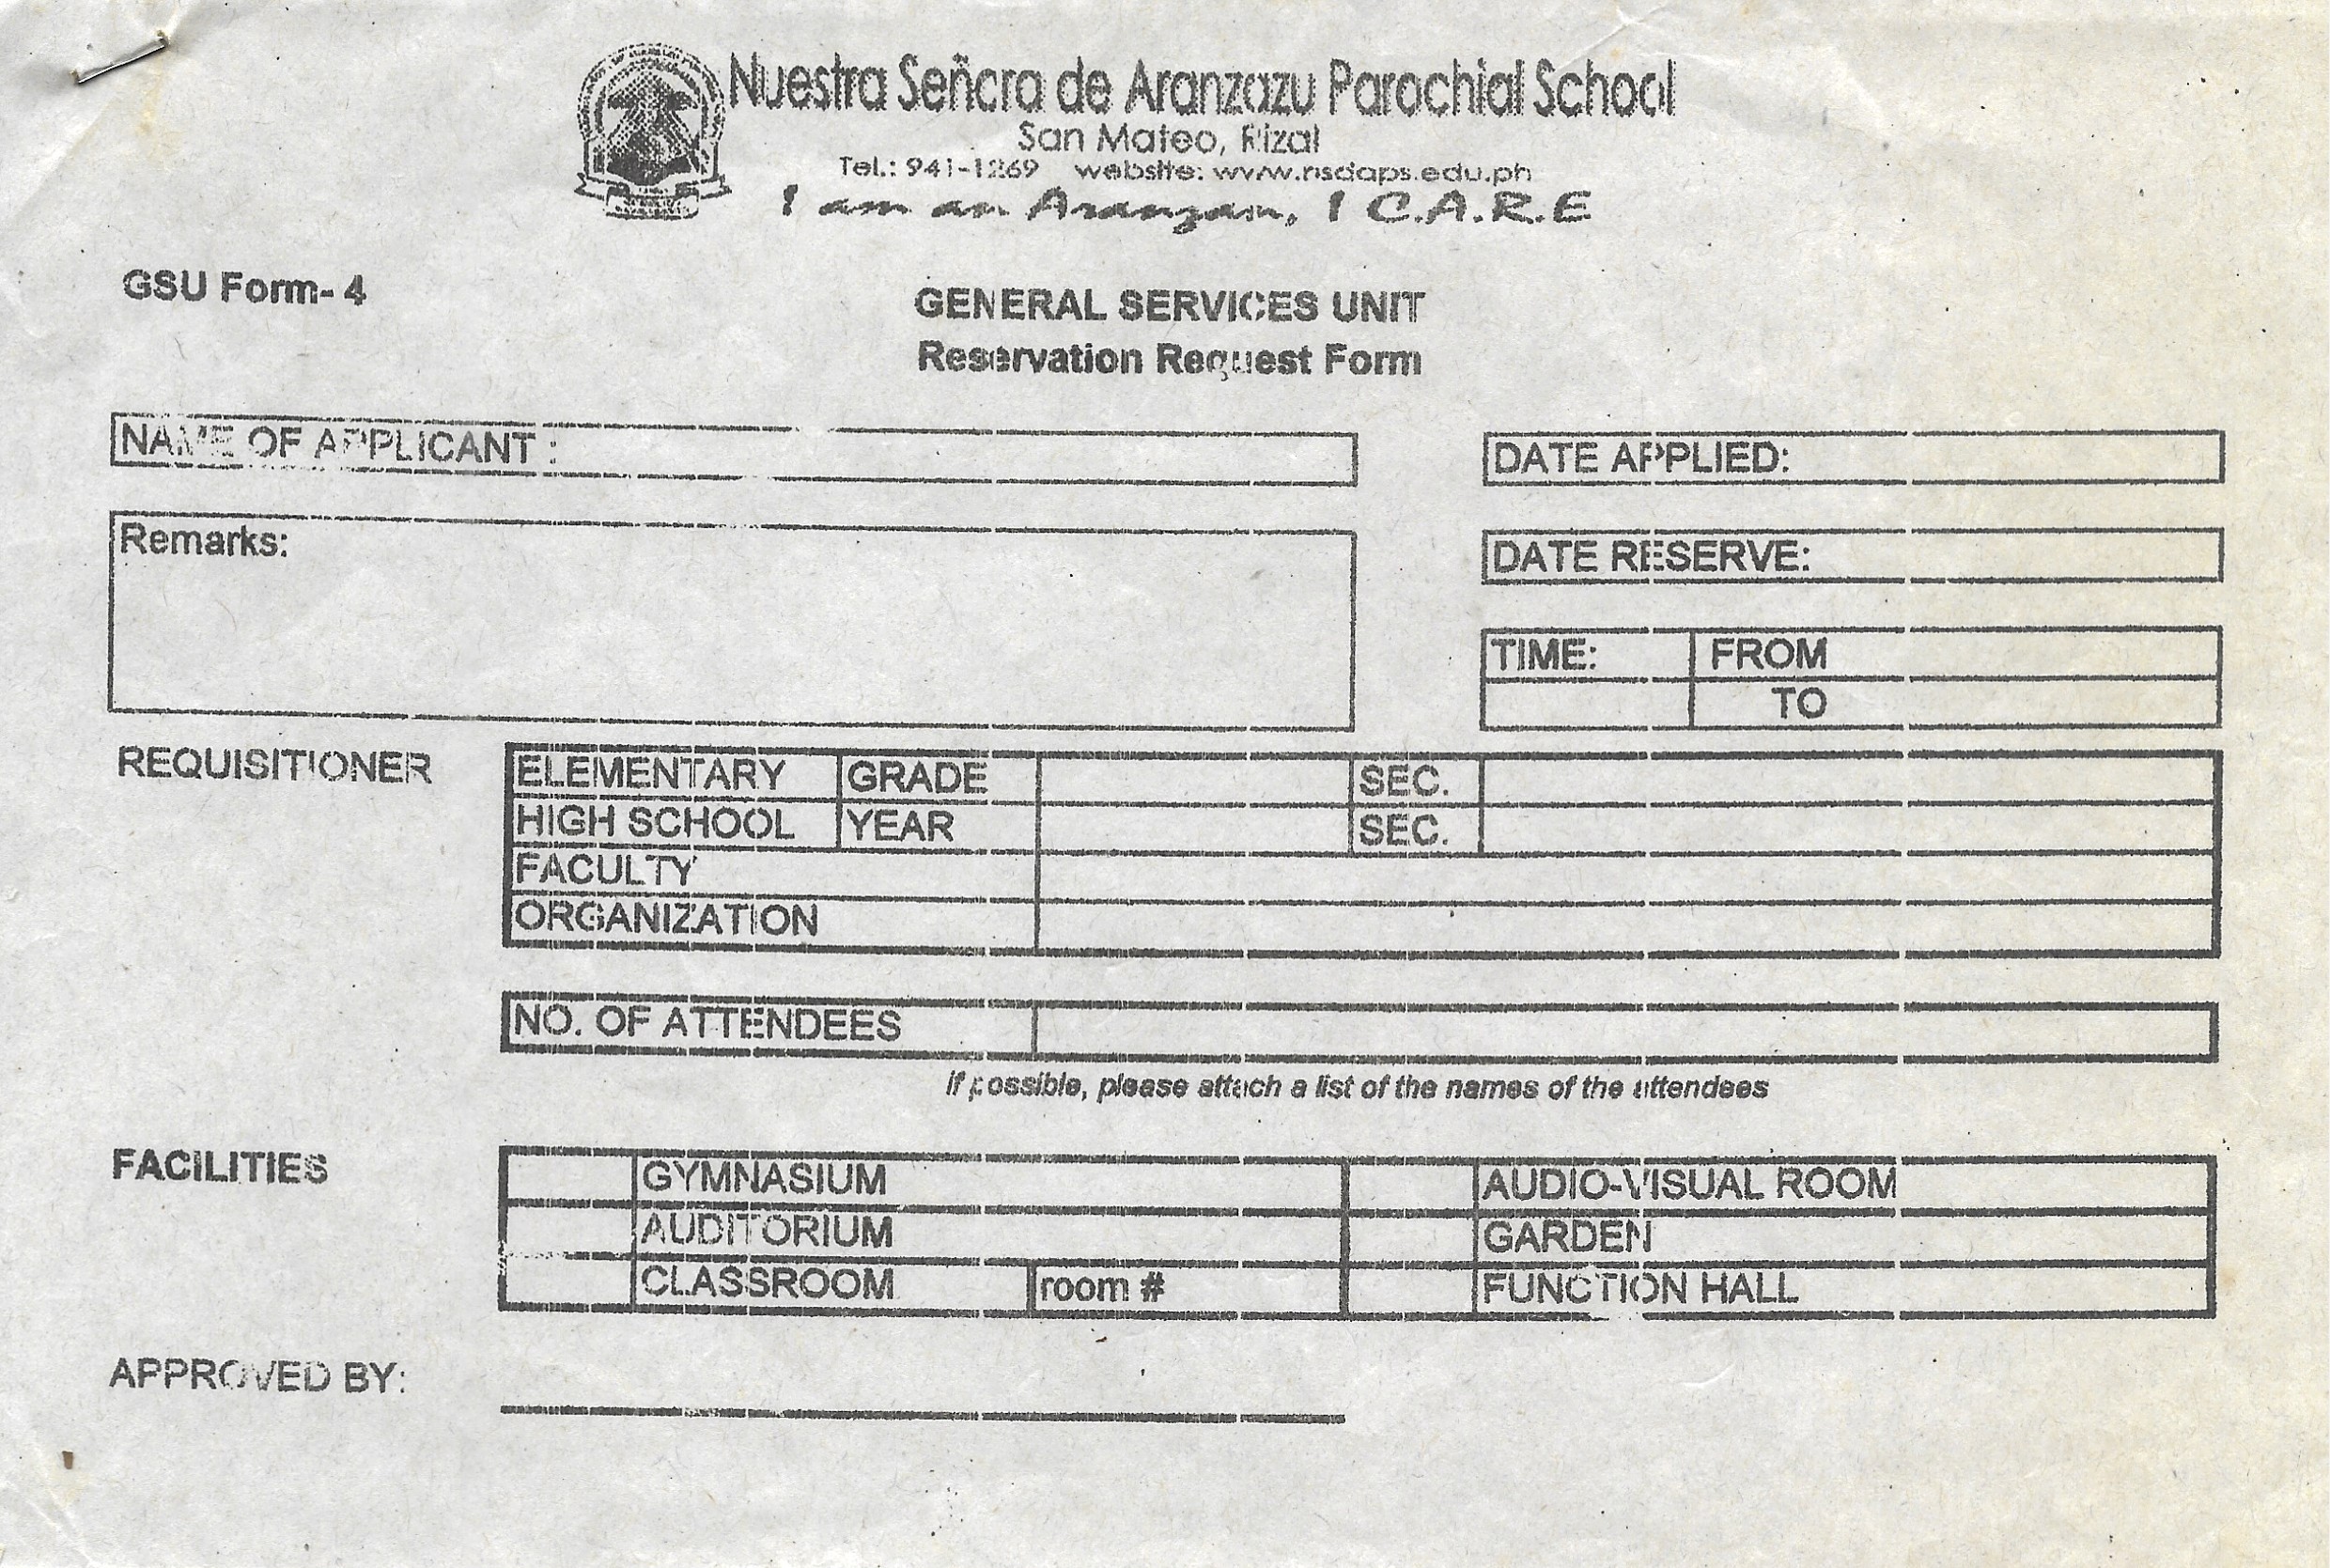 Nuestra Señora de Aranzazu Parochial School
San Mateo, Rizal
Tel.: 941-1269 website: www.nsdaps.edu.ph
I am an Aranzam, I C.A.R.E
GSU Form- 4
GENERAL SERVICES UNIT
Reservation Request Form
NAME OF APPLICANT :
DATE APPLIED:
Remarks:
DATE RESERVE:
TIME: FROM
TO
REQUISITIONER
ELEMENTARY GRADE SEC.
HIGH SCHOOL YEAR SEC.
FACULTY
ORGANIZATION
NO. OF ATTENDEES
if possible, please attach a list of the names of the attendees
FACILITIES
GYMNASIUM AUDIO-VISUAL ROOM
AUDITORIUM GARDEN
CLASSROOM room # FUNCTION HALL
APPROVED BY: